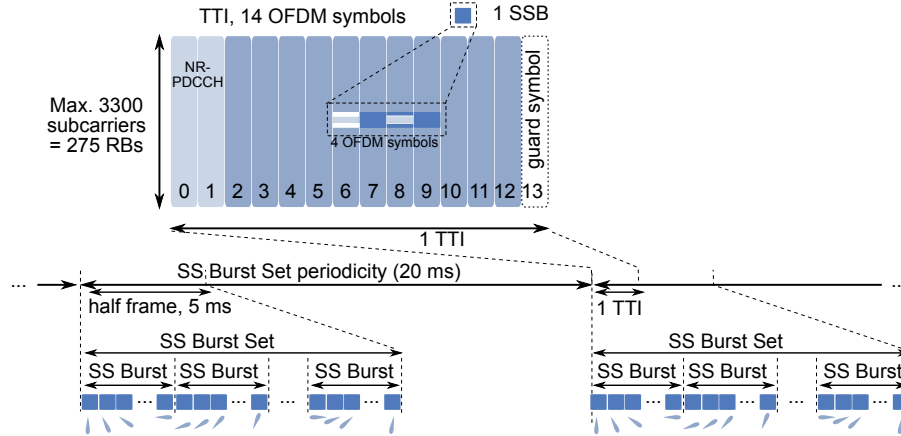 TTI, 14 OFDM symbols
1 SSB
NR-
PDCCH
Max. 3300
subcarriers
= 275 RBs
4 OFDM symbols
guard symbol
0 1 2 3 4 5 6 7 8 9 10 11 12 13
1 TTI
... SS Burst Set periodicity (20 ms) ...
half frame, 5 ms
1 TTI
SS Burst Set
SS Burst Set
SS Burst SS Burst SS Burst
SS Burst SS Burst SS Burst
... ... ... ...
... ... ... ...